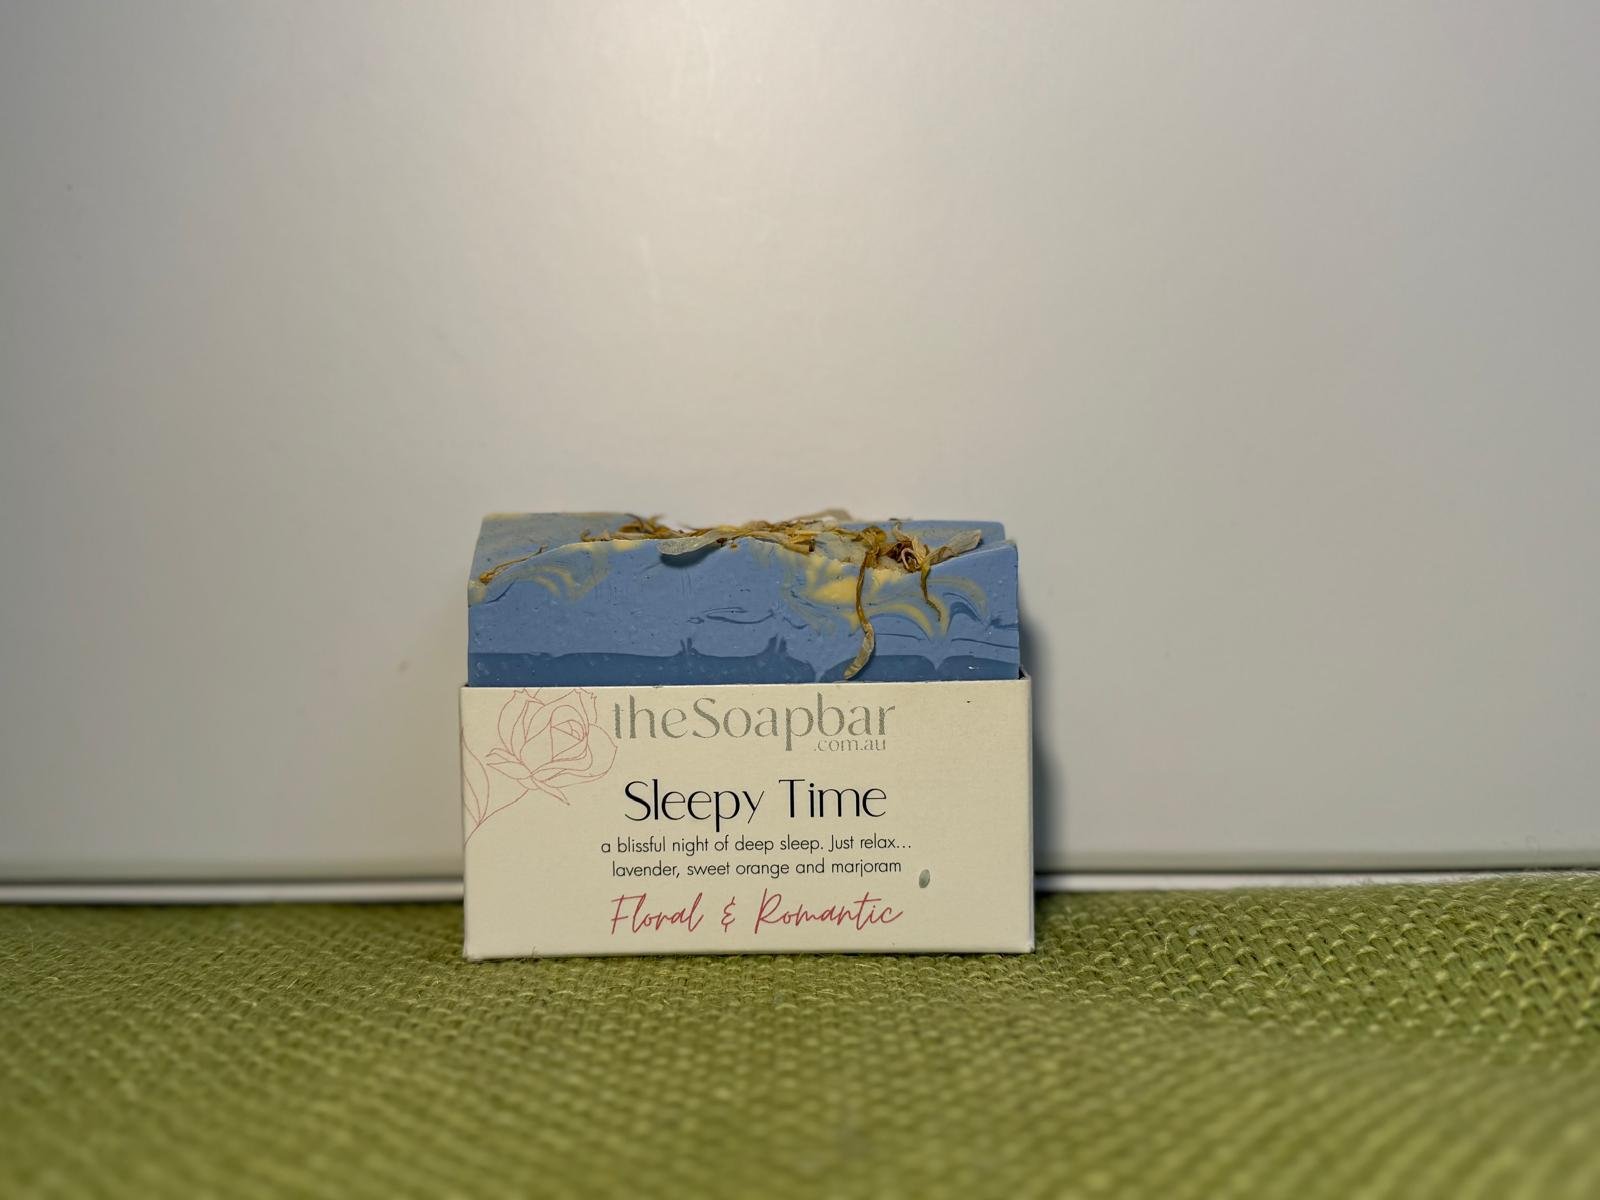 theSoapbar
.com.au
Sleepy Time
a blissful night of deep sleep. Just relax...
lavender, sweet orange and marjoram
Floral & Romantic